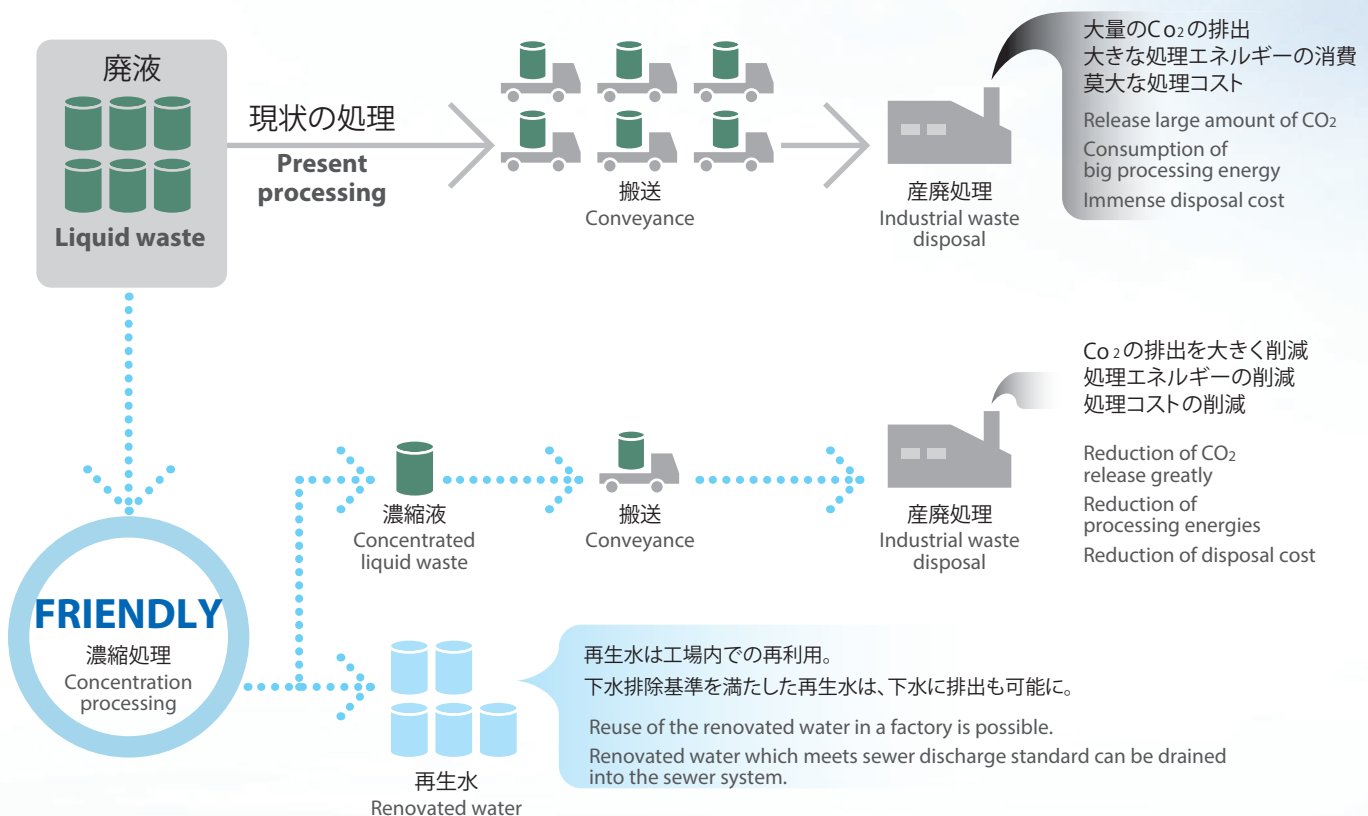 廃液
Liquid waste
現状の処理
Present
processing
搬送
Conveyance
産廃処理
Industrial waste
disposal
大量のCo₂の排出
大きな処理エネルギーの消費
莫大な処理コスト
Release large amount of CO₂
Consumption of
big processing energy
Immense disposal cost
FRIENDLY
濃縮処理
Concentration
processing
濃縮液
Concentrated
liquid waste
搬送
Conveyance
産廃処理
Industrial waste
disposal
Co₂の排出を大きく削減
処理エネルギーの削減
処理コストの削減
Reduction of CO₂
release greatly
Reduction of
processing energies
Reduction of disposal cost
再生水
Renovated water
再生水は工場内での再利用。
下水排除基準を満たした再生水は、下水に排出も可能に。
Reuse of the renovated water in a factory is possible.
Renovated water which meets sewer discharge standard can be drained
into the sewer system.